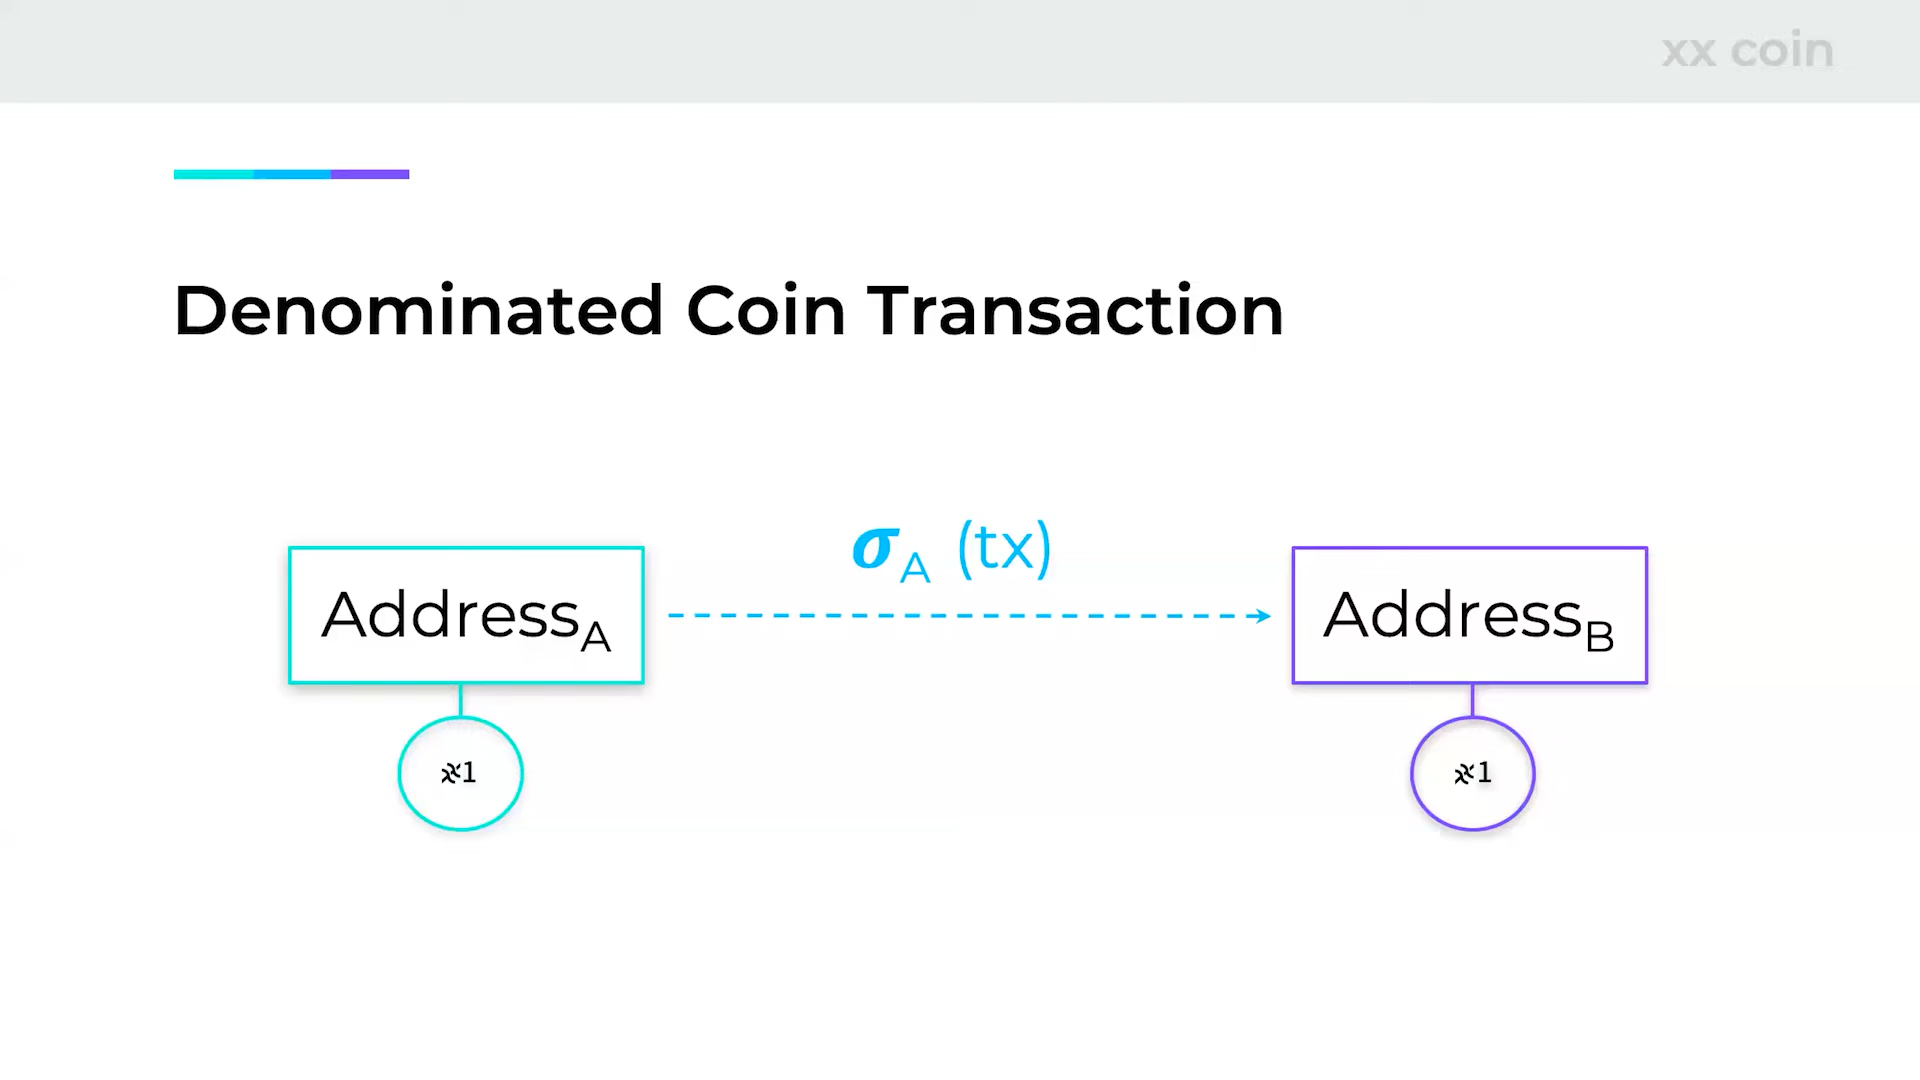 xx coin
Denominated Coin Transaction
σA (tx)
AddressA
AddressB
1
1